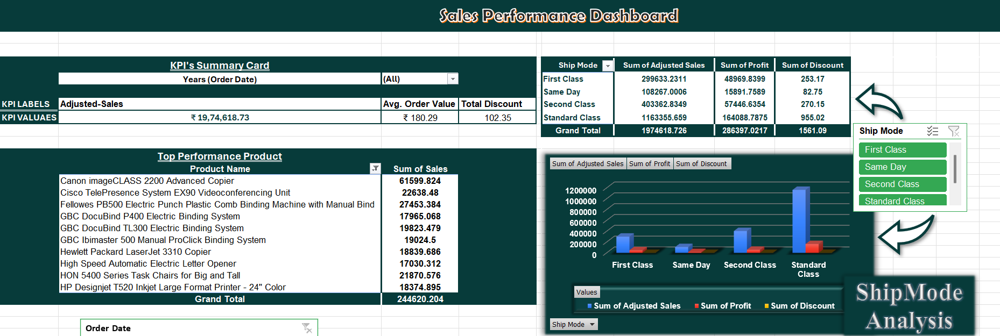 Sales Performance Dashboard
KPI's Summary Card
Years (Order Date) (All)
KPI LABELS Adjusted-Sales Avg. Order Value Total Discount
KPI VALUAES ₹ 19,74,618.73 ₹ 180.29 102.35
Top Performance Product
Product Name Sum of Sales
Canon imageCLASS 2200 Advanced Copier 61599.824
Cisco TelePresence System EX90 Videoconferencing Unit 22638.48
Fellowes PB500 Electric Punch Plastic Comb Binding Machine with Manual Bind 27453.384
GBC DocuBind P400 Electric Binding System 17965.068
GBC DocuBind TL300 Electric Binding System 19823.479
GBC Ibimaster 500 Manual ProClick Binding System 19024.5
Hewlett Packard LaserJet 3310 Copier 18839.686
High Speed Automatic Electric Letter Opener 17030.312
HON 5400 Series Task Chairs for Big and Tall 21870.576
HP Designjet T520 Inkjet Large Format Printer - 24" Color 18374.895
Grand Total 244620.204
Order Date
Ship Mode Sum of Adjusted Sales Sum of Profit Sum of Discount
First Class 299633.2311 48969.8399 253.17
Same Day 108267.0006 15891.7589 82.75
Second Class 403362.8349 57446.6354 270.15
Standard Class 1163355.659 164088.7875 955.02
Grand Total 1974618.726 286397.0217 1561.09
Ship Mode
First Class
Same Day
Second Class
Standard Class
Sum of Adjusted Sales Sum of Profit Sum of Discount
1200000
1000000
800000
600000
400000
200000
0
First Class Same Day Second Class Standard
Class
Values
Sum of Adjusted Sales Sum of Profit Sum of Discount
Ship Mode
ShipMode
Analysis